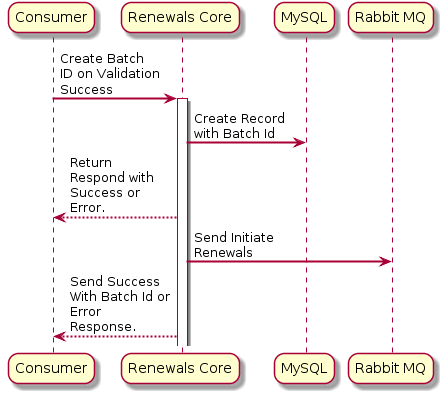 Consumer
Renewals Core
MySQL
Rabbit MQ
Create Batch
ID on Validation
Success
Create Record
with Batch Id
Return
Respond with
Success or
Error.
Send Initiate
Renewals
Send Success
With Batch Id or
Error
Response.
Consumer
Renewals Core
MySQL
Rabbit MQ